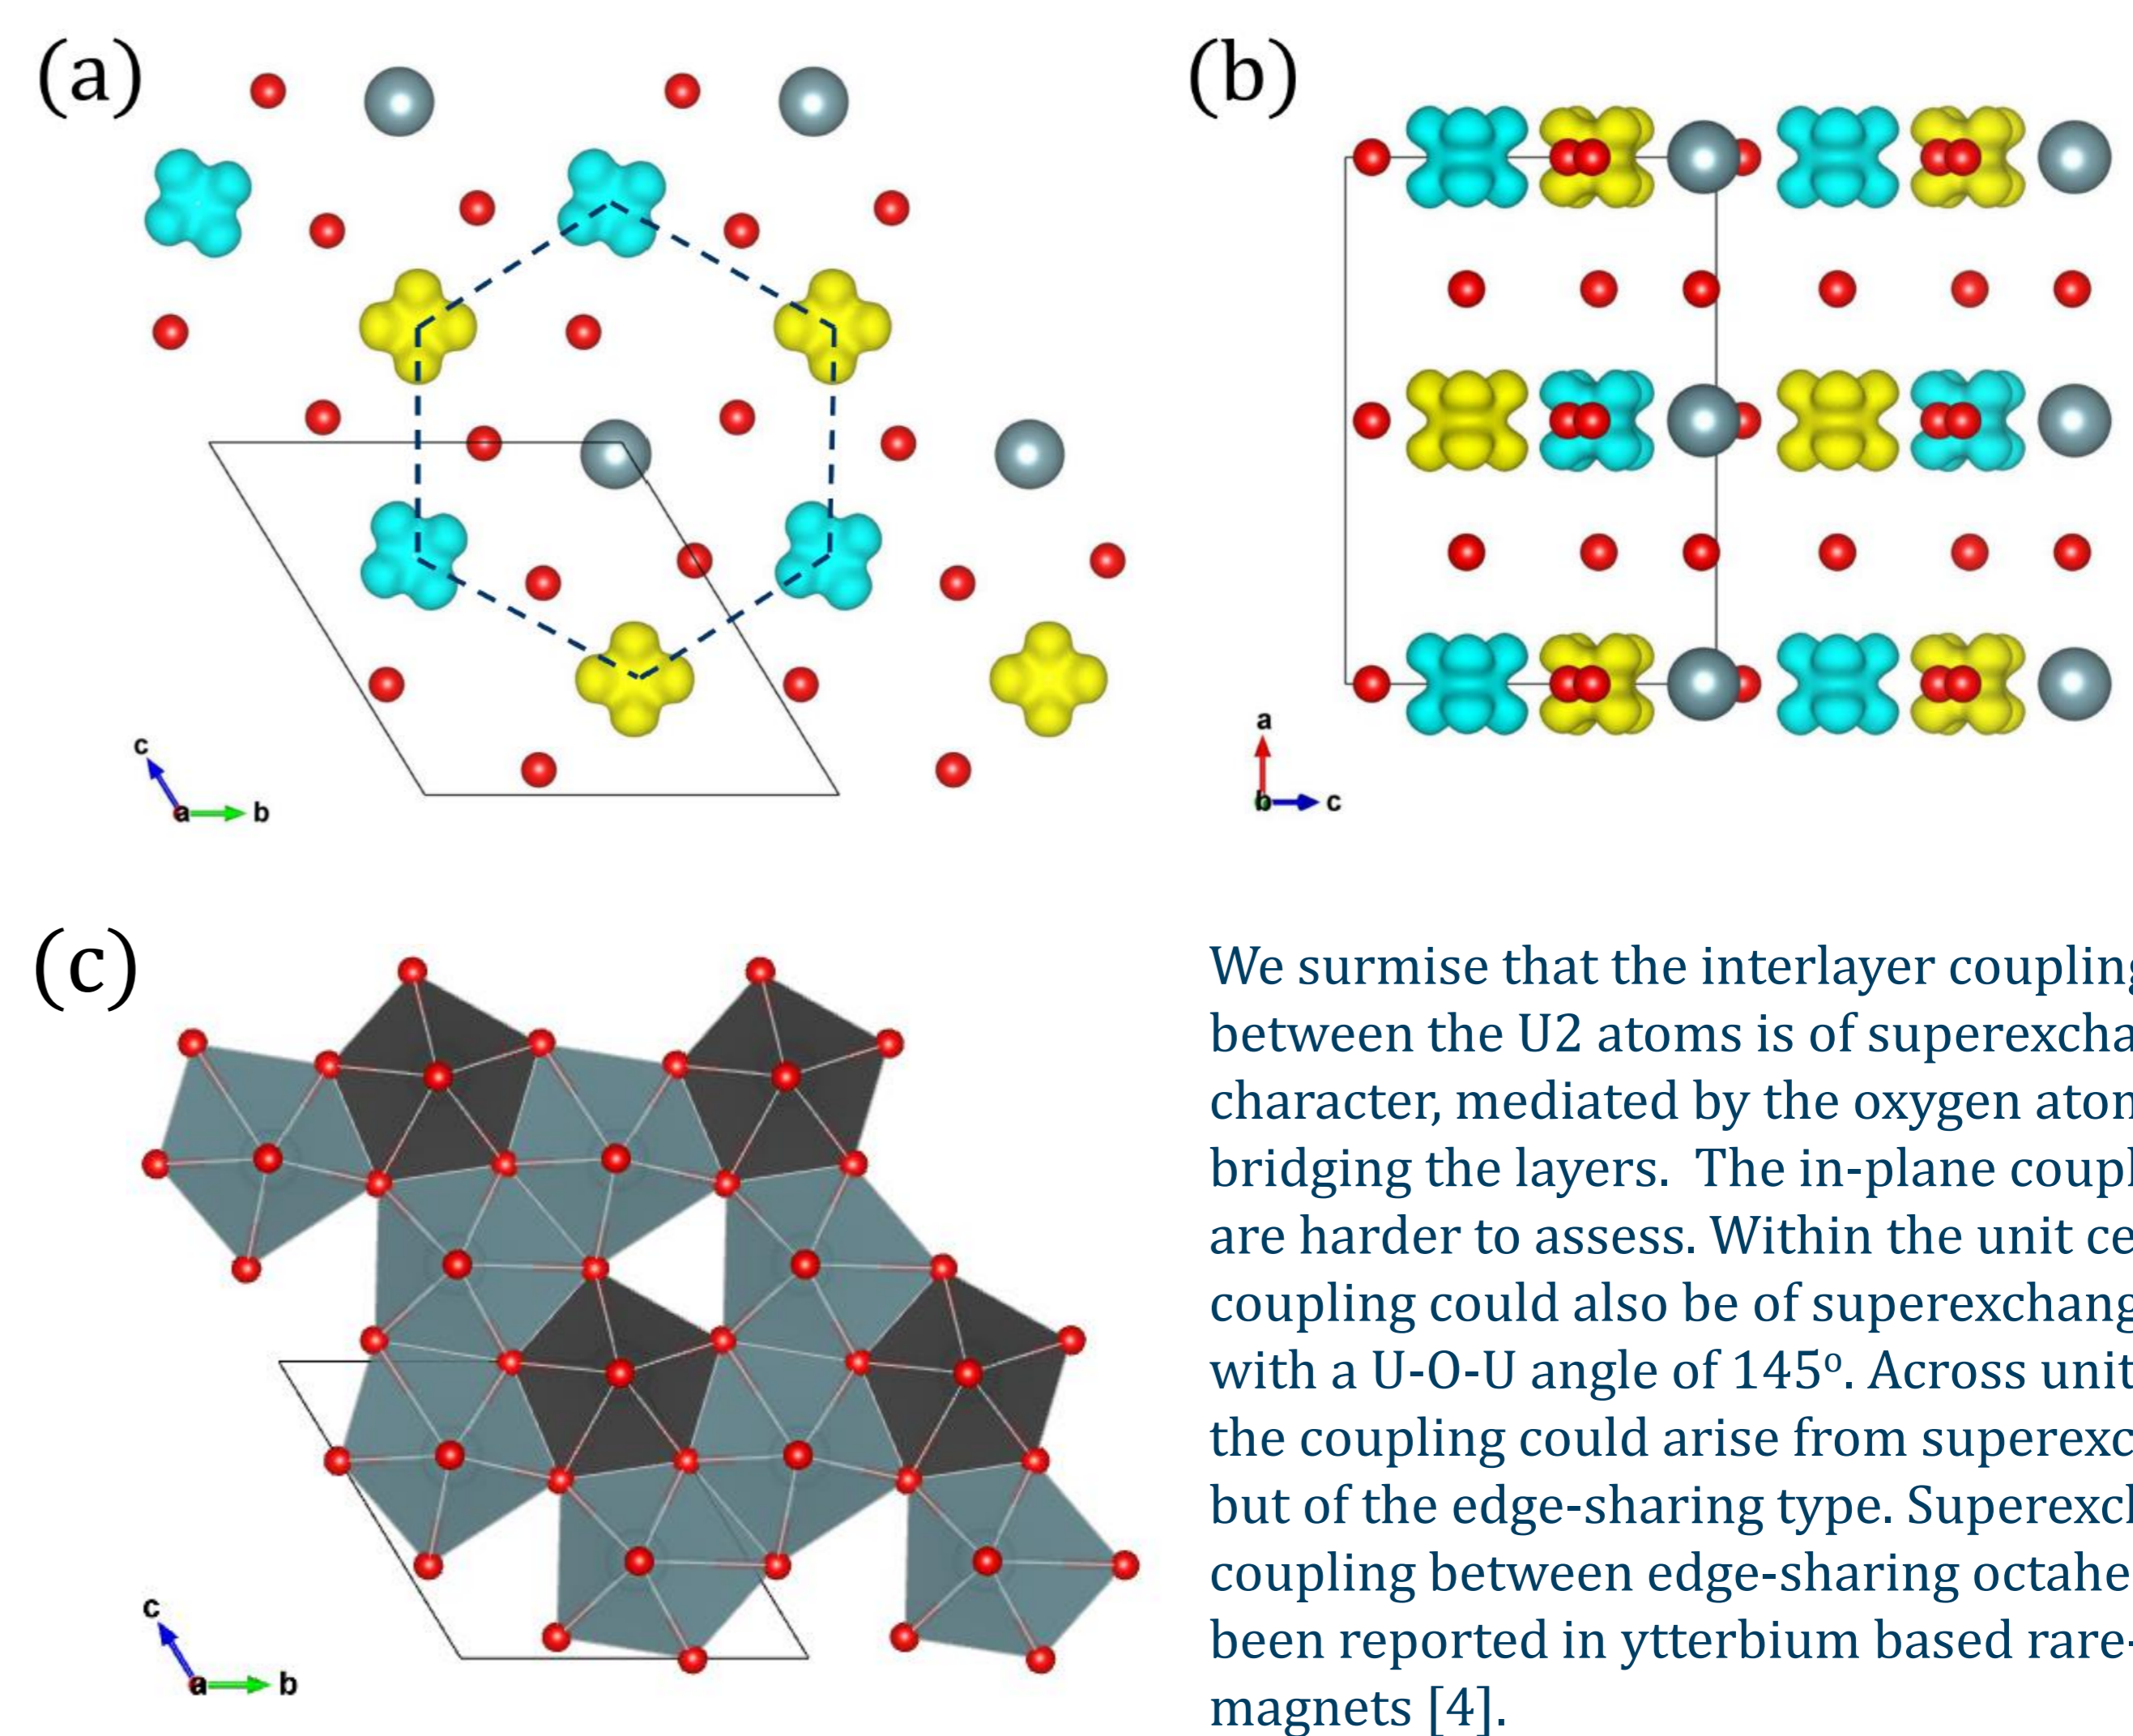 (a)
(b)
c
a
b
a
b
c
(c)
c
a
b
We surmise that the interlayer coupling
between the U2 atoms is of superexcha
character, mediated by the oxygen atom
bridging the layers. The in-plane coupl
are harder to assess. Within the unit ce
coupling could also be of superexchang
with a U-O-U angle of 145º. Across unit
the coupling could arise from superexc
but of the edge-sharing type. Superexcl
coupling between edge-sharing octahe
been reported in ytterbium based rare-
magnets [4].